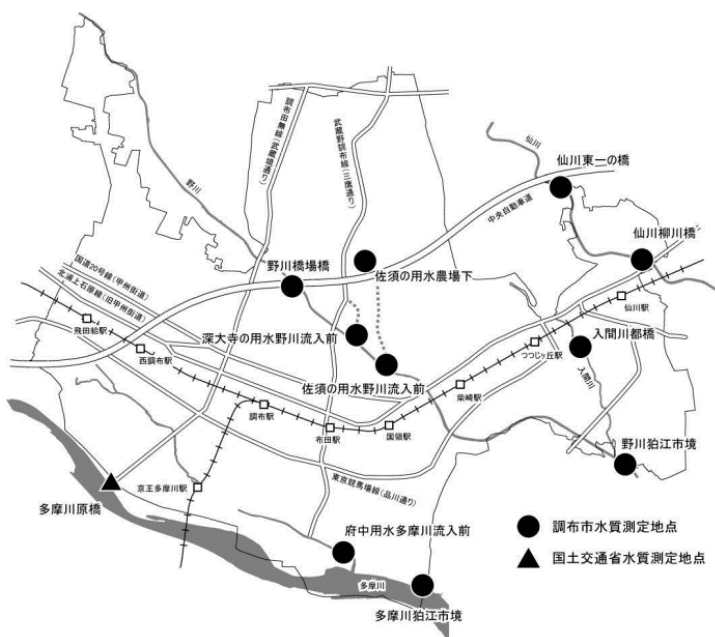 仙川
仙川東一の橋
調布田無線(武蔵境通り)
武蔵野調布線(三鷹通り)
野川
中央自動車道
仙川柳川橋
国道20号線(甲州街道)
北浦上石原線(旧甲州街道)
野川橋場橋
佐須の用水農場下
仙川駅
飛田給駅
深大寺の用水野川流入前
西調布駅
つつじヶ丘駅
入間川都橋
佐須の用水野川流入前
入間川
柴崎駅
調布駅
布田駅
国領駅
野川狛江市境
京王多摩川駅
東京競馬場線(品川通り)
多摩川原橋
府中用水多摩川流入前
調布市水質測定地点
国土交通省水質測定地点
多摩川
多摩川狛江市境